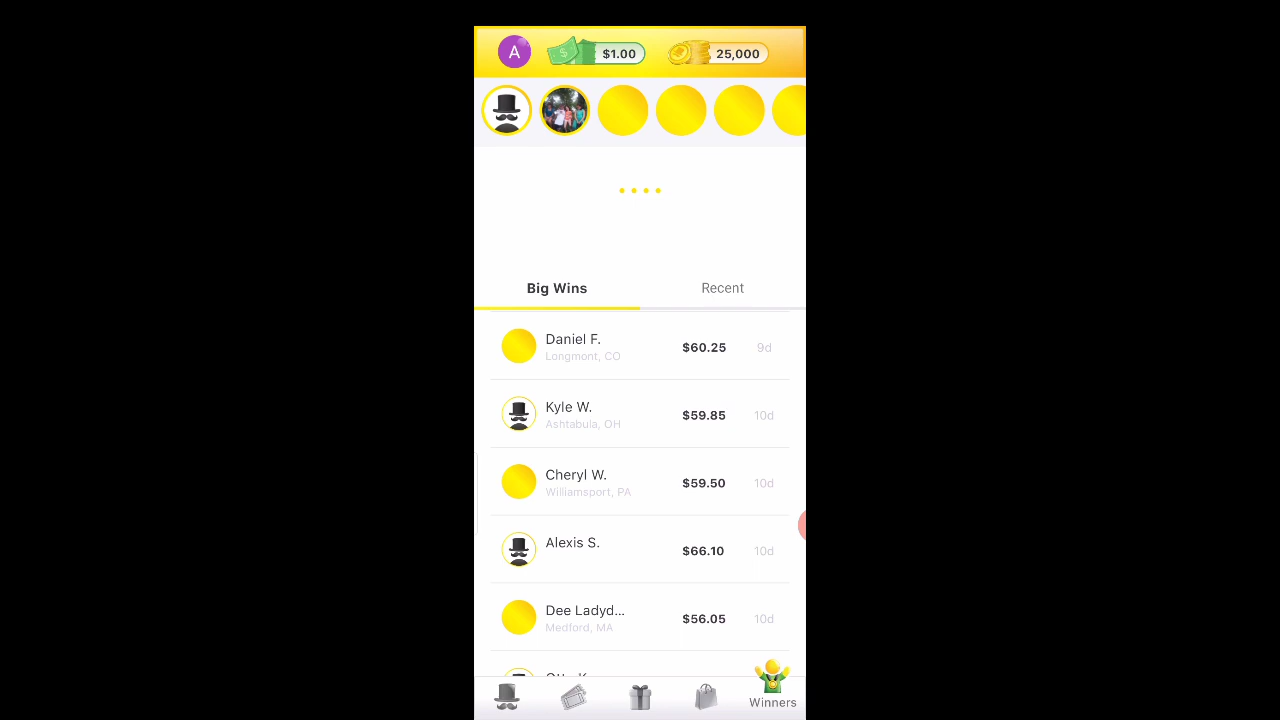 A $1.00 25,000
Big Wins Recent
Daniel F.
Longmont, CO
$60.25 9d
Kyle W.
Ashtabula, OH
$59.85 10d
Cheryl W.
Williamsport, PA
$59.50 10d
Alexis S.
$66.10 10d
Dee Ladyd...
Medford, MA
$56.05 10d
Winners